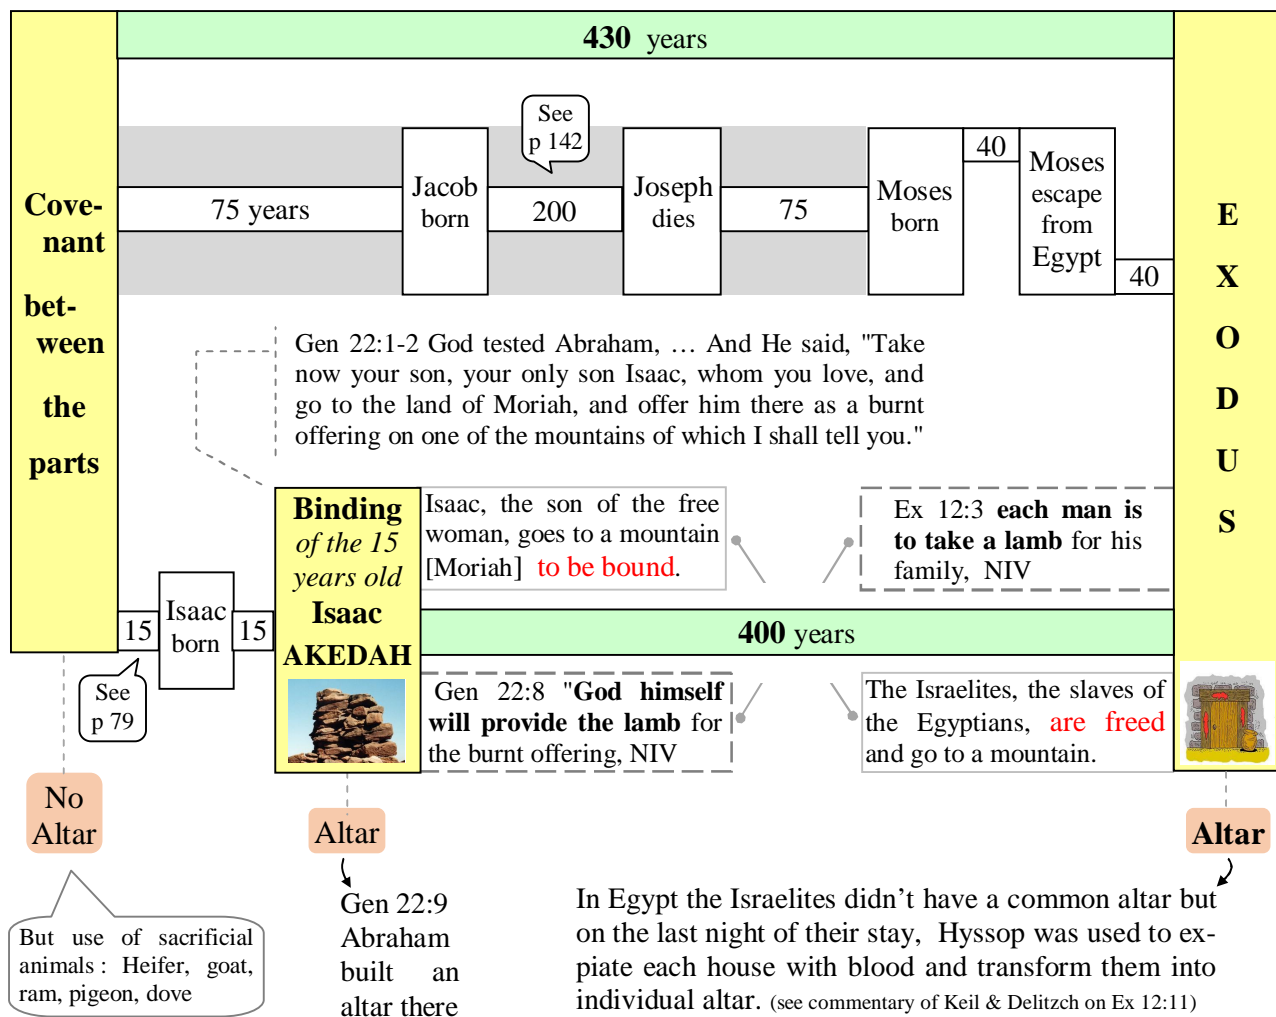 430 years
See
p 142
Cove-
nant
bet-
ween
the
parts
75 years
Jacob
born
200
Joseph
dies
75
Moses
born
40
Moses
escape
from
Egypt
40
E
X
O
D
U
S
Gen 22:1-2 God tested Abraham, … And He said, "Take
now your son, your only son Isaac, whom you love, and
go to the land of Moriah, and offer him there as a burnt
offering on one of the mountains of which I shall tell you."
Binding
of the 15
years old
Isaac
AKEDAH
Isaac, the son of the free
woman, goes to a mountain
[Moriah] to be bound.
Ex 12:3 each man is
to take a lamb for his
family, NIV
15
Isaac
born
15
400 years
See
p 79
Gen 22:8 "God himself
will provide the lamb for
the burnt offering, NIV
The Israelites, the slaves of
the Egyptians, are freed
and go to a mountain.
No
Altar
Altar
Altar
But use of sacrificial
animals : Heifer, goat,
ram, pigeon, dove
Gen 22:9
Abraham
built an
altar there
In Egypt the Israelites didn’t have a common altar but
on the last night of their stay, Hyssop was used to ex-
piate each house with blood and transform them into
individual altar. (see commentary of Keil & Delitzch on Ex 12:11)